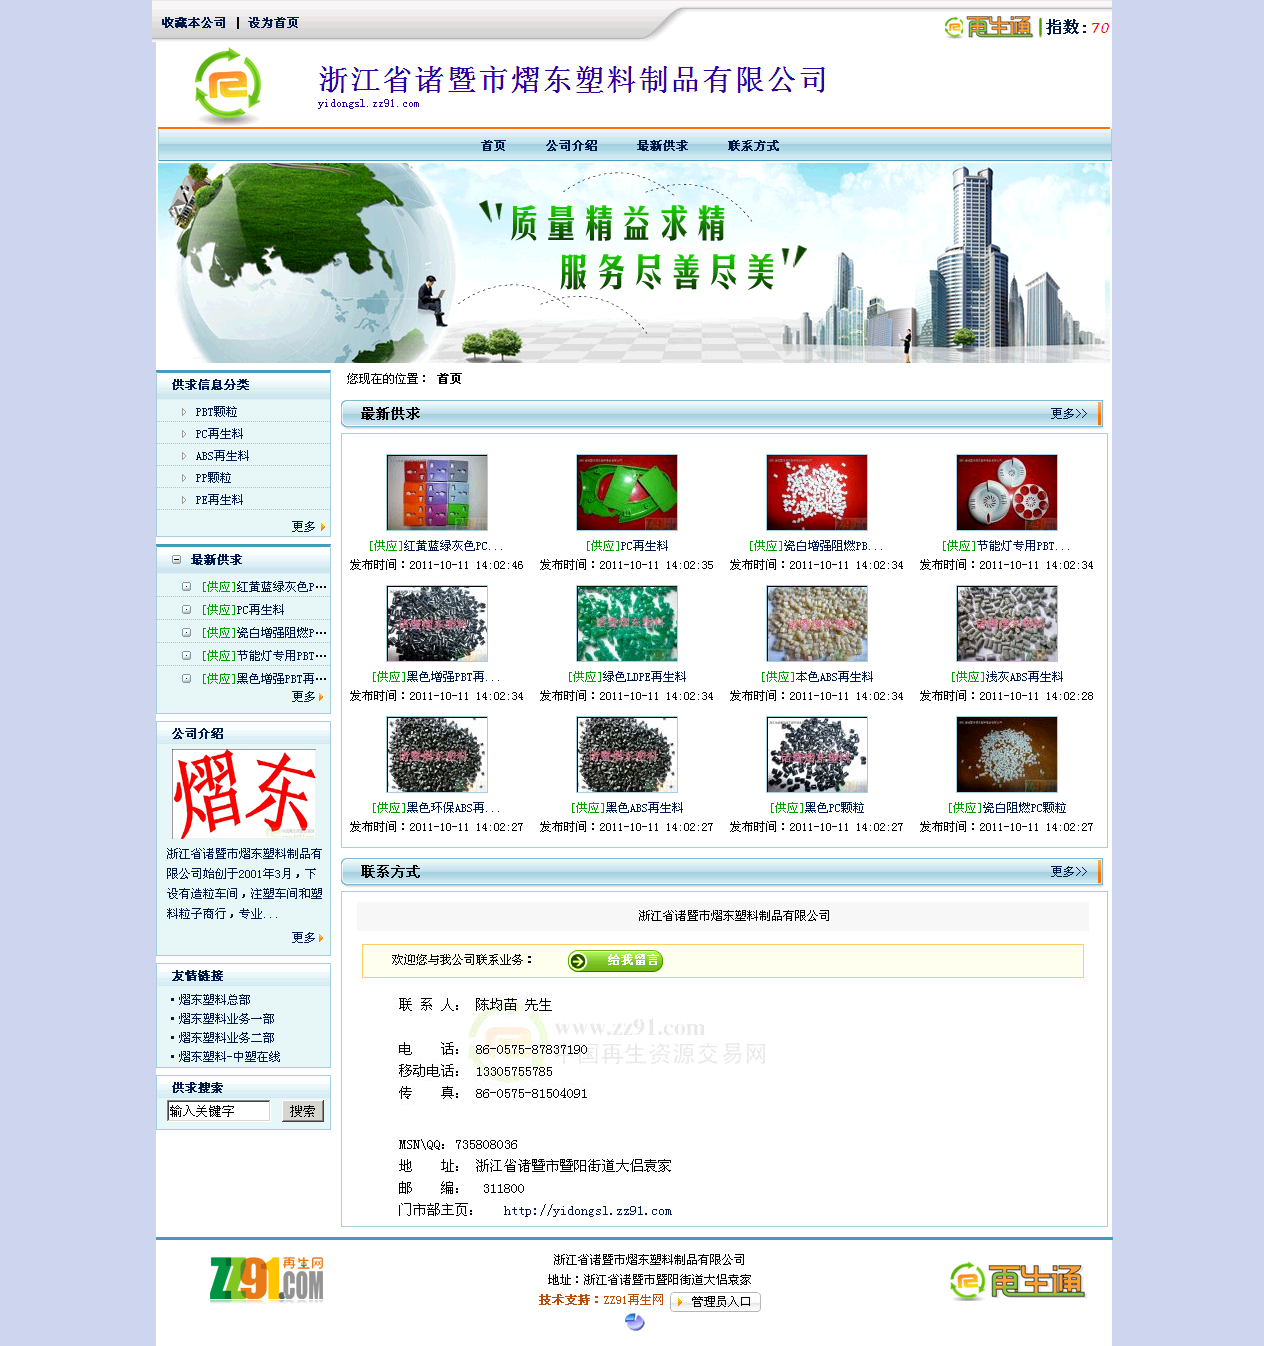 收藏本公司 | 设为首页
再生通 | 指数: 70
浙江省诸暨市熠东塑料制品有限公司
yidongsl.zz91.com
首页 公司介绍 最新供求 联系方式
质量精益求精
服务尽善尽美
供求信息分类
PBT颗粒
PC再生料
ABS再生料
PP颗粒
PE再生料
更多
最新供求
[供应]红黄蓝绿灰色P…
[供应]PC再生料
[供应]瓷白增强阻燃P…
[供应]节能灯专用PBT…
[供应]黑色增强PBT再…
更多
公司介绍
熠东
浙江省诸暨市熠东塑料制品有
限公司始创于2001年3月，下
设有造粒车间，注塑车间和塑
料粒子商行，专业...
更多
友情链接
熠东塑料总部
熠东塑料业务一部
熠东塑料业务二部
熠东塑料-中塑在线
供求搜索
输入关键字 搜索
您现在的位置： 首页
最新供求 更多>>
[供应]红黄蓝绿灰色PC... [供应]PC再生料 [供应]瓷白增强阻燃PB... [供应]节能灯专用PBT...
发布时间：2011-10-11 14:02:46 发布时间：2011-10-11 14:02:35 发布时间：2011-10-11 14:02:34 发布时间：2011-10-11 14:02:34
[供应]黑色增强PBT再... [供应]绿色LDPE再生料 [供应]本色ABS再生料 [供应]浅灰ABS再生料
发布时间：2011-10-11 14:02:34 发布时间：2011-10-11 14:02:34 发布时间：2011-10-11 14:02:34 发布时间：2011-10-11 14:02:28
[供应]黑色环保ABS再... [供应]黑色ABS再生料 [供应]黑色PC颗粒 [供应]瓷白阻燃PC颗粒
发布时间：2011-10-11 14:02:27 发布时间：2011-10-11 14:02:27 发布时间：2011-10-11 14:02:27 发布时间：2011-10-11 14:02:27
联系方式 更多>>
浙江省诸暨市熠东塑料制品有限公司
欢迎您与我公司联系业务： 给我留言
联 系 人： 陈均苗 先生
www.zz91.com
中国再生资源交易网
电 话： 86-0575-87837190
移动电话： 13305755785
传 真： 86-0575-81504091
MSN\QQ: 735808036
地 址： 浙江省诸暨市暨阳街道大侣袁家
邮 编： 311800
门市部主页： http://yidongsl.zz91.com
ZZ91.COM 再生网
浙江省诸暨市熠东塑料制品有限公司
地址：浙江省诸暨市暨阳街道大侣袁家
技术支持：ZZ91再生网 管理员入口
再生通